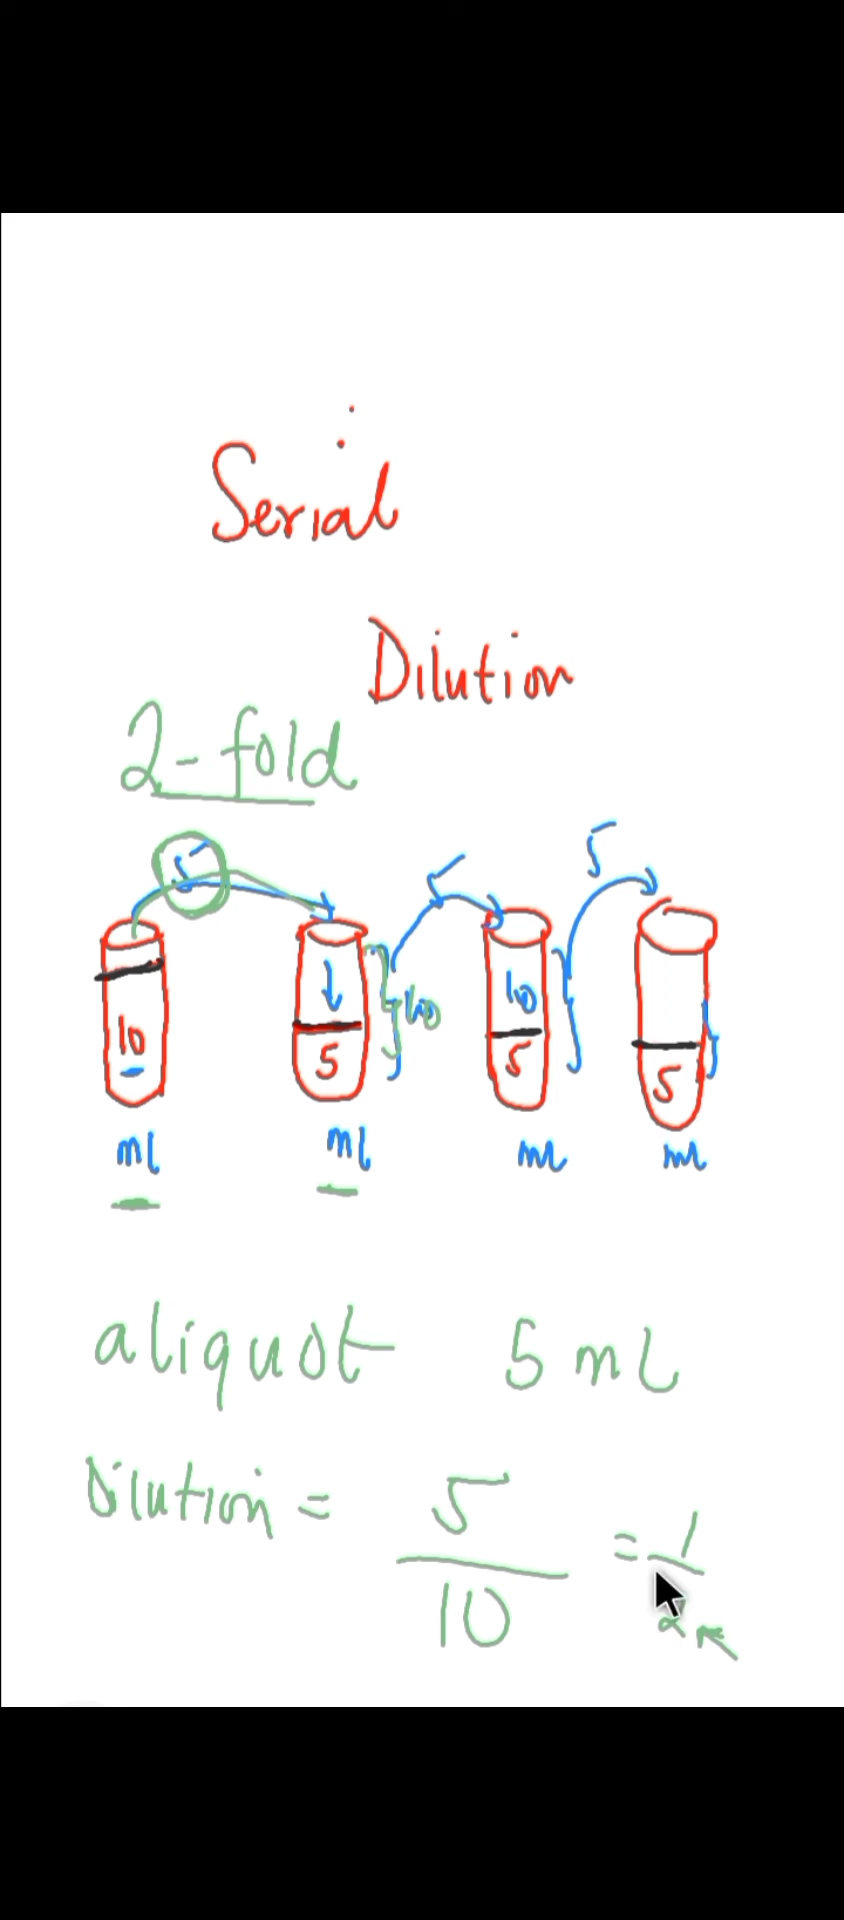 Serial
Dilution
2-fold
5 5 5
10 5 10 10 5 5
ml ml ml ml
aliquot 5 ml
Dilution = 5/10 = 1/2